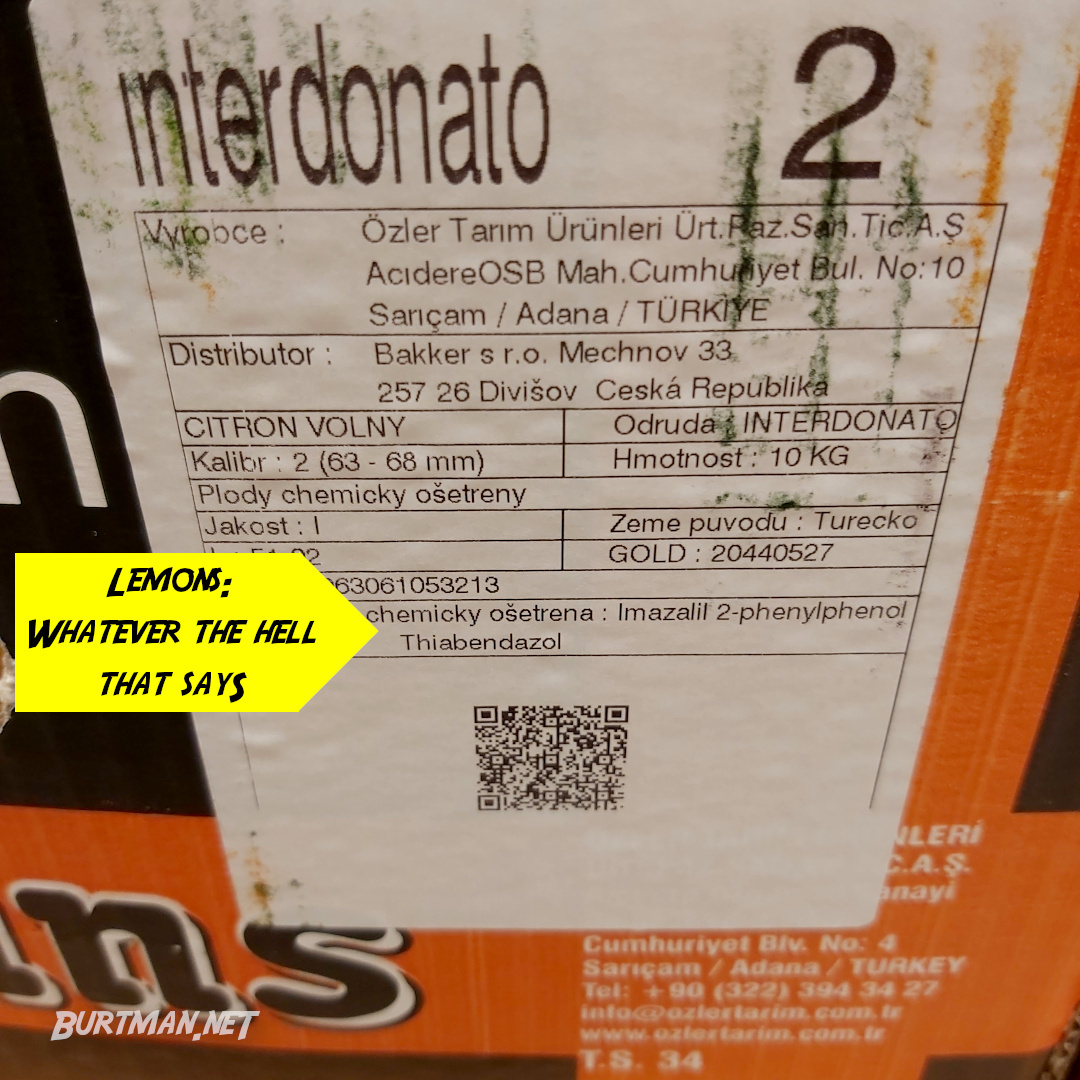 interdonato 2
Vyrobce : Özler Tarım Ürünleri Ürt.Paz.San.Tic.A.Ş
AcıdereOSB Mah.Cumhuriyet Bul. No:10
Sarıçam / Adana / TÜRKİYE
Distributor : Bakker s r.o. Mechnov 33
257 26 Divišov Ceská Republika
CITRON VOLNY Odruda : INTERDONATO
Kalibr : 2 (63 - 68 mm) Hmotnost : 10 KG
Plody chemicky ošetreny
Jakost : I Zeme puvodu : Turecko
GOLD : 20440527
63061053213
chemicky ošetrena : Imazalil 2-phenylphenol
Thiabendazol
Lemons:
Whatever the hell
that says
NLERİ
C.A.Ş.
anayi
Cumhuriyet Blv. No: 4
Sarıçam / Adana / TURKEY
Tel: +90 (322) 394 34 27
info@ozlertarim.com.tr
www.ozlertarim.com.tr
T.S. 34
ns
Burtman.net